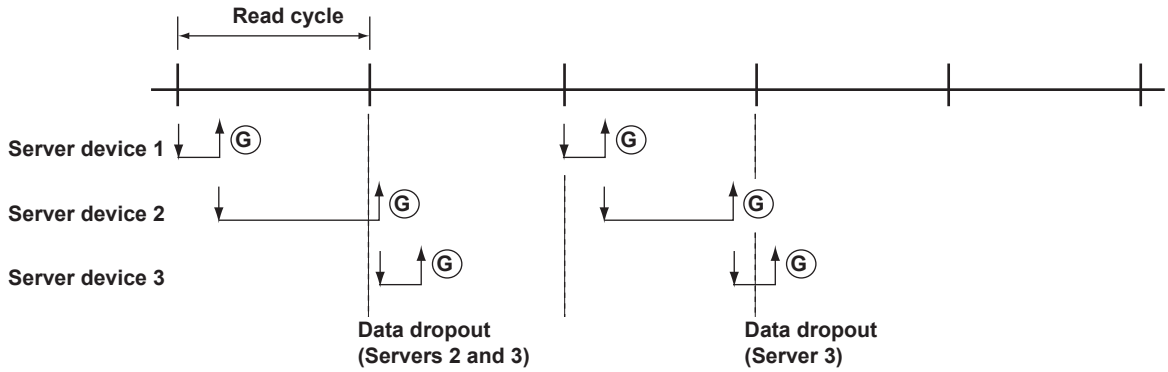 Read cycle
Server device 1
G
G
Server device 2
G
G
Server device 3
G
G
Data dropout
(Servers 2 and 3)
Data dropout
(Server 3)